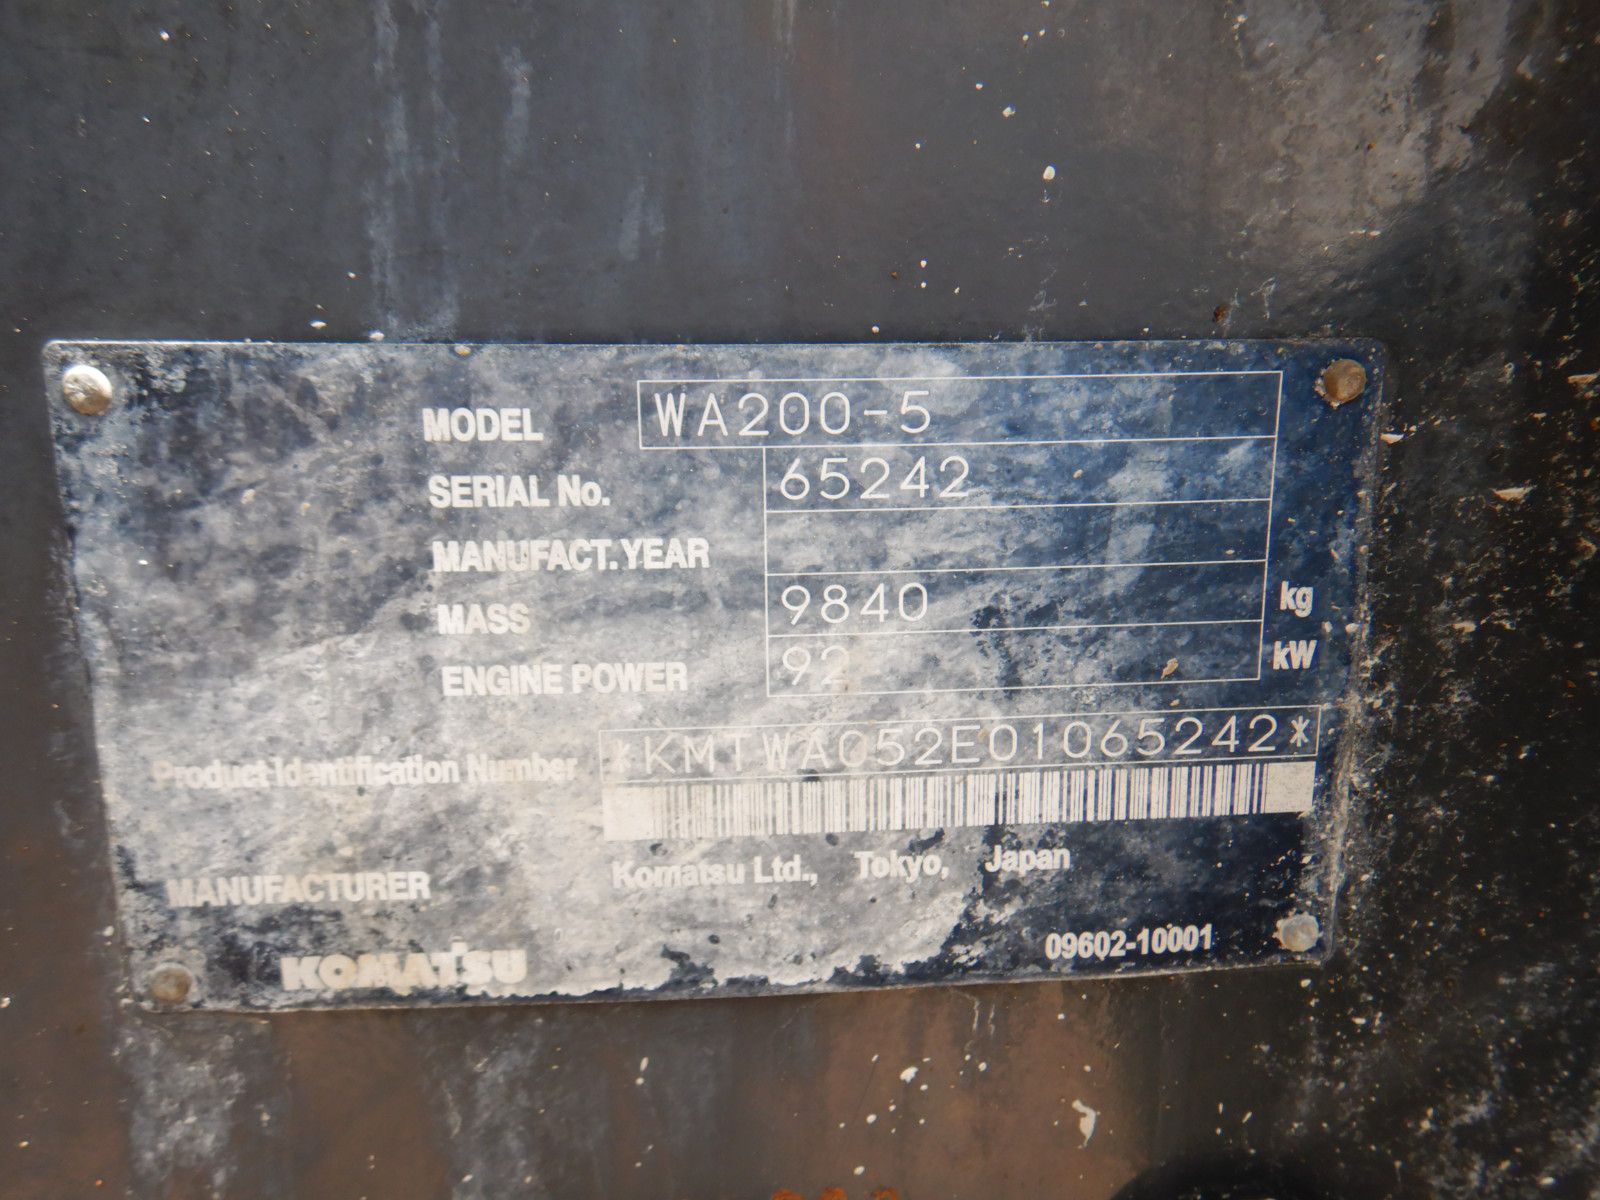 MODEL WA200-5
SERIAL No. 65242
MANUFACT.YEAR
MASS 9840 kg
ENGINE POWER 92 kW
Product Identification Number *KMTWA052E01065242*
MANUFACTURER Komatsu Ltd., Tokyo, Japan
KOMATSU 09602-10001